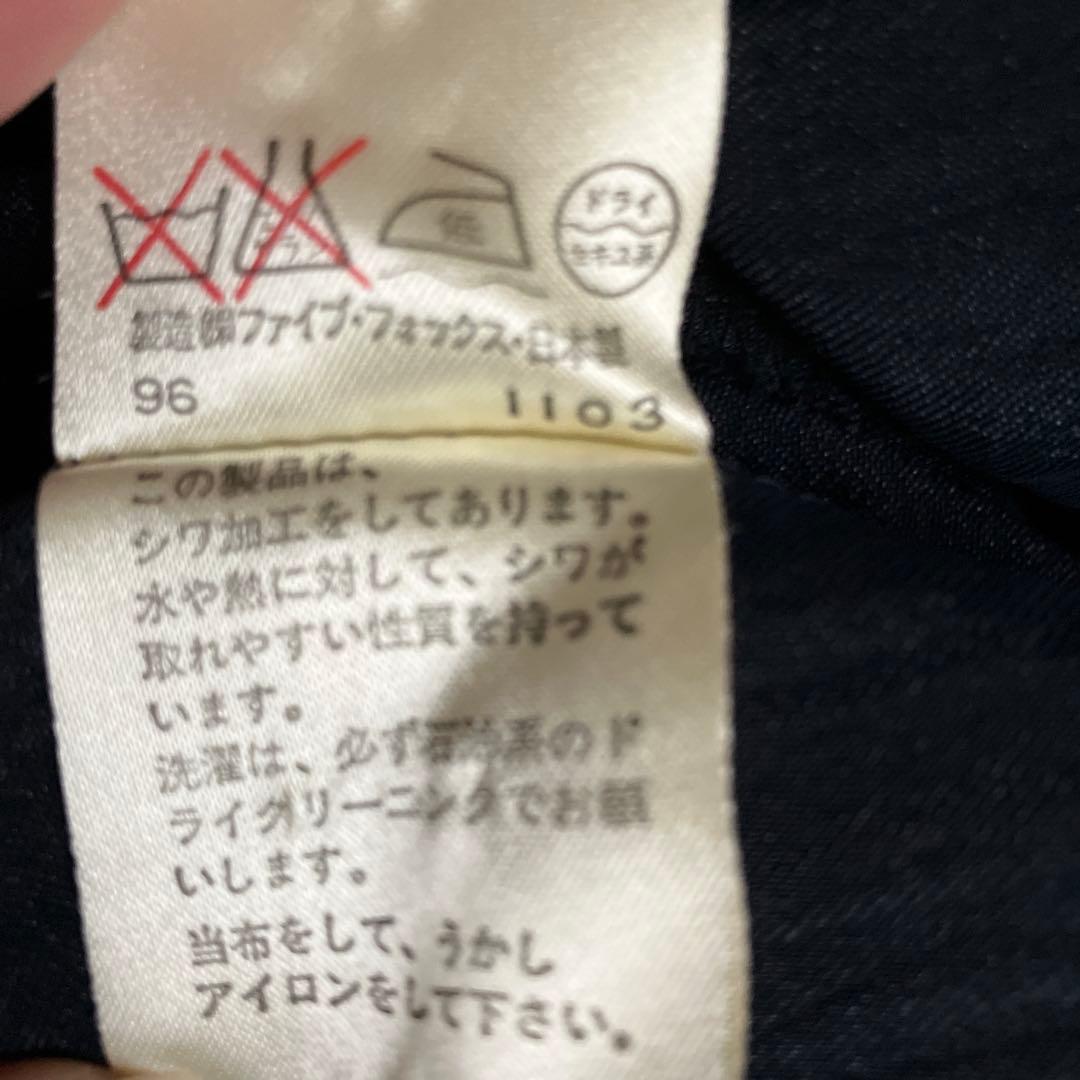 エンソ
低
ドライ
セキユ系
製造(株)ファイブ・フォックス・日本製
96 1103
この製品は、
シワ加工をしてあります。
水や熱に対して、シワが
取れやすい性質を持って
います。
洗濯は、必ず石油系のド
ライクリーニングでお願
いします。
当布をして、うかし
アイロンをして下さい。